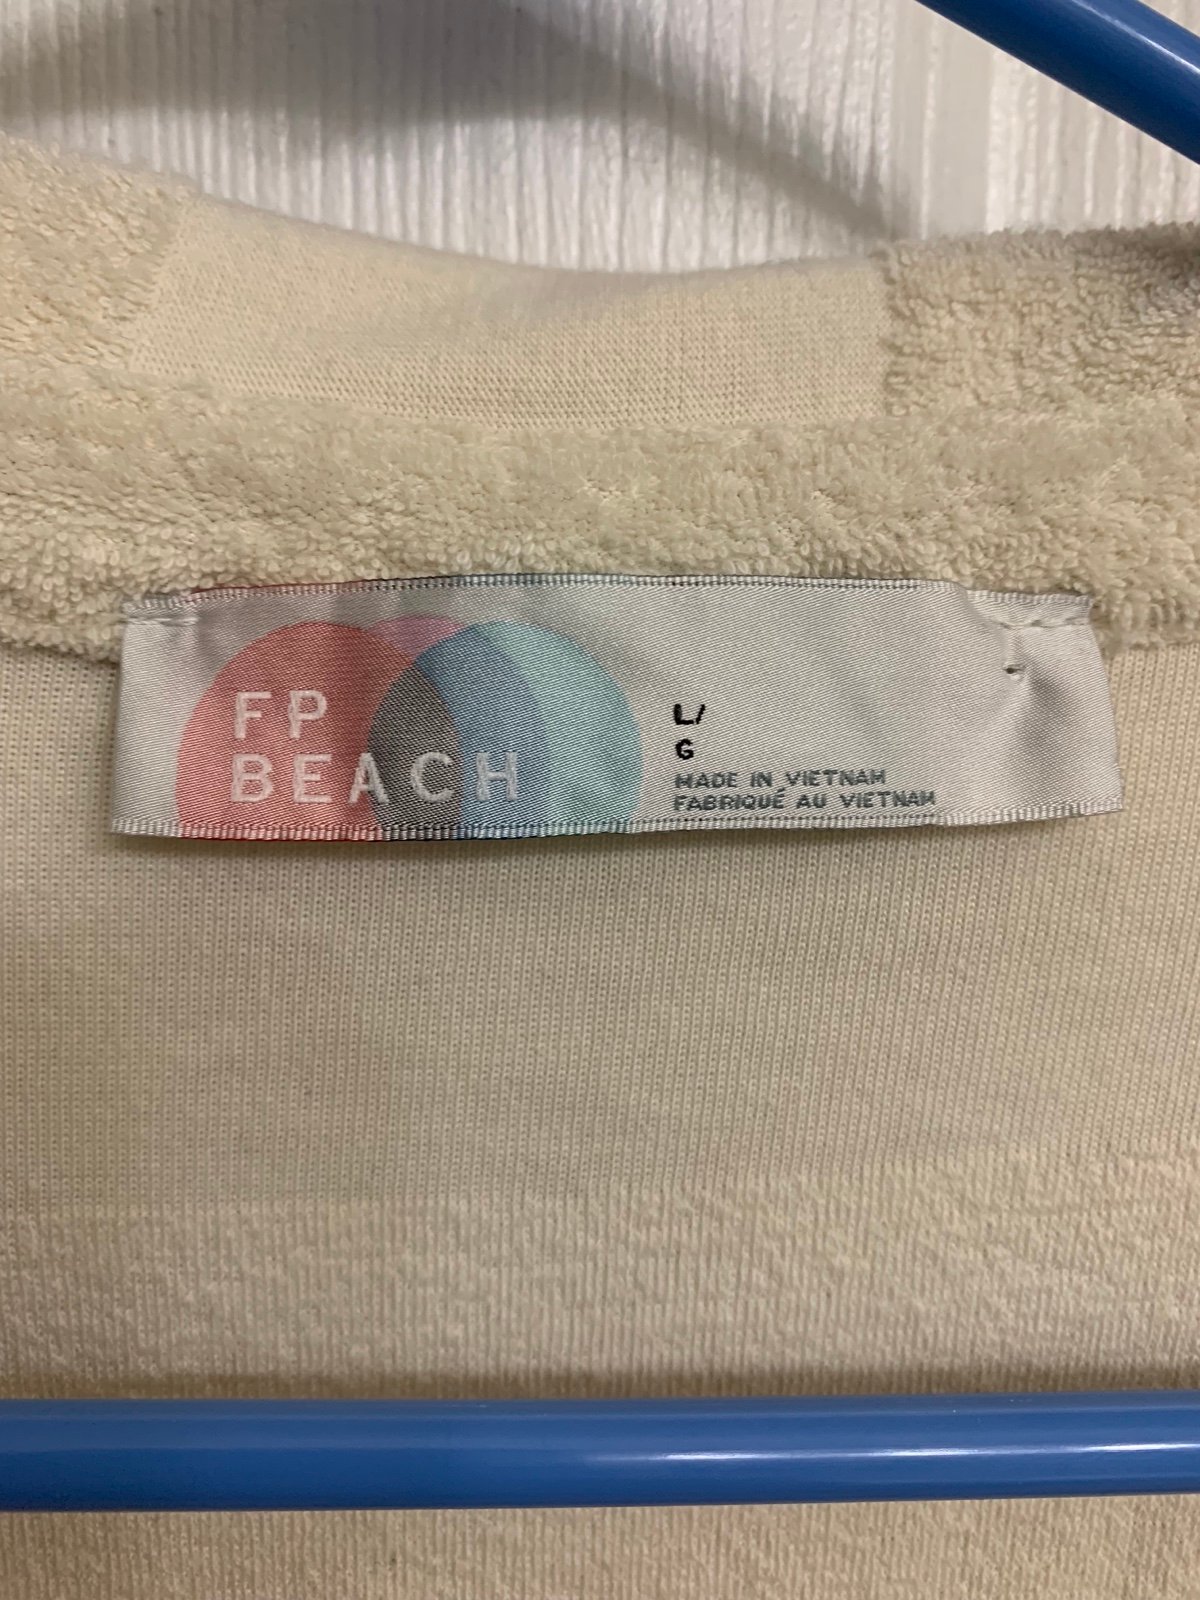 FP
BEACH
L/
G
MADE IN VIETNAM
FABRIQUÉ AU VIETNAM